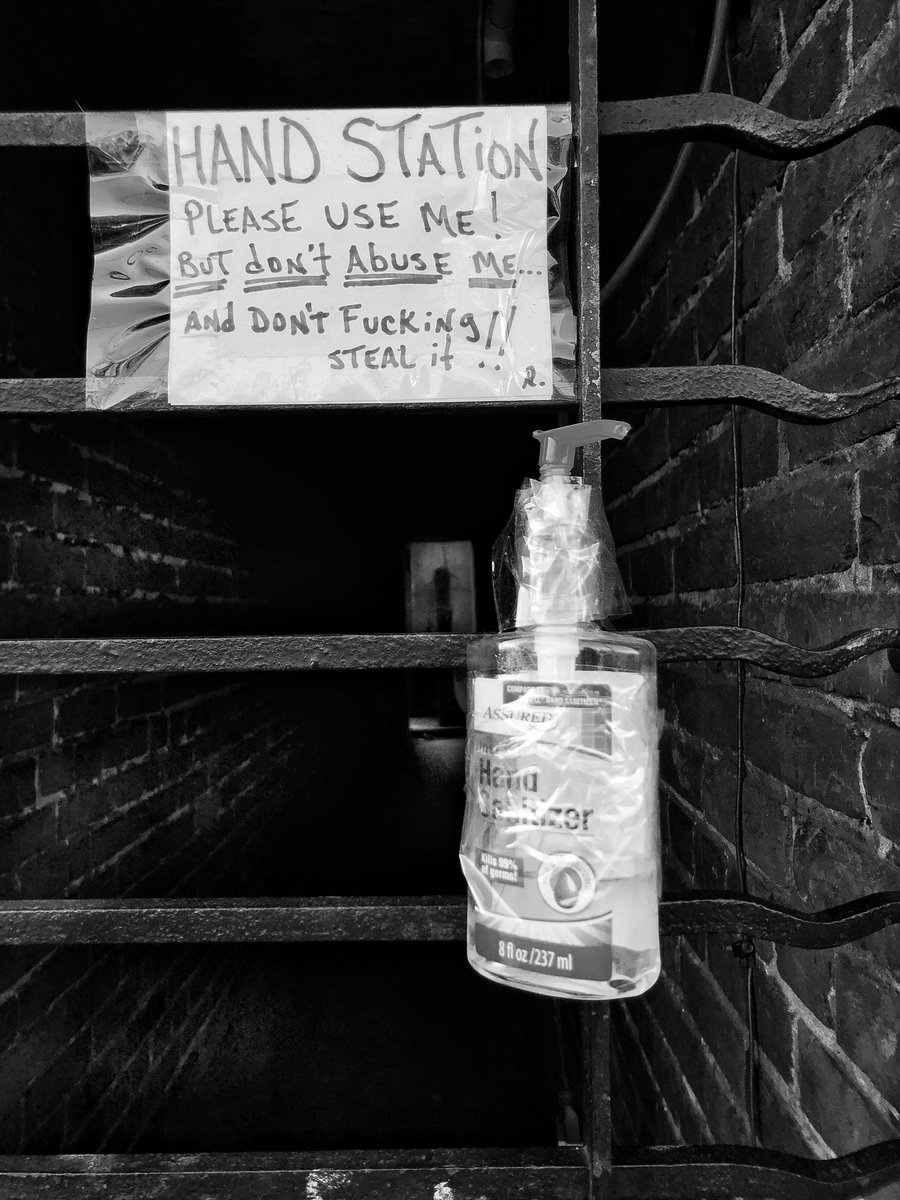 HAND STATiON
PLEASE USE ME!
BUT don't AbUSE ME...
ANd DON'T FUCKiNg
STEAL it !!
R.
ASSURED
Hand
Sanitizer
Kills 99%
of germs!
8 fl oz / 237 ml